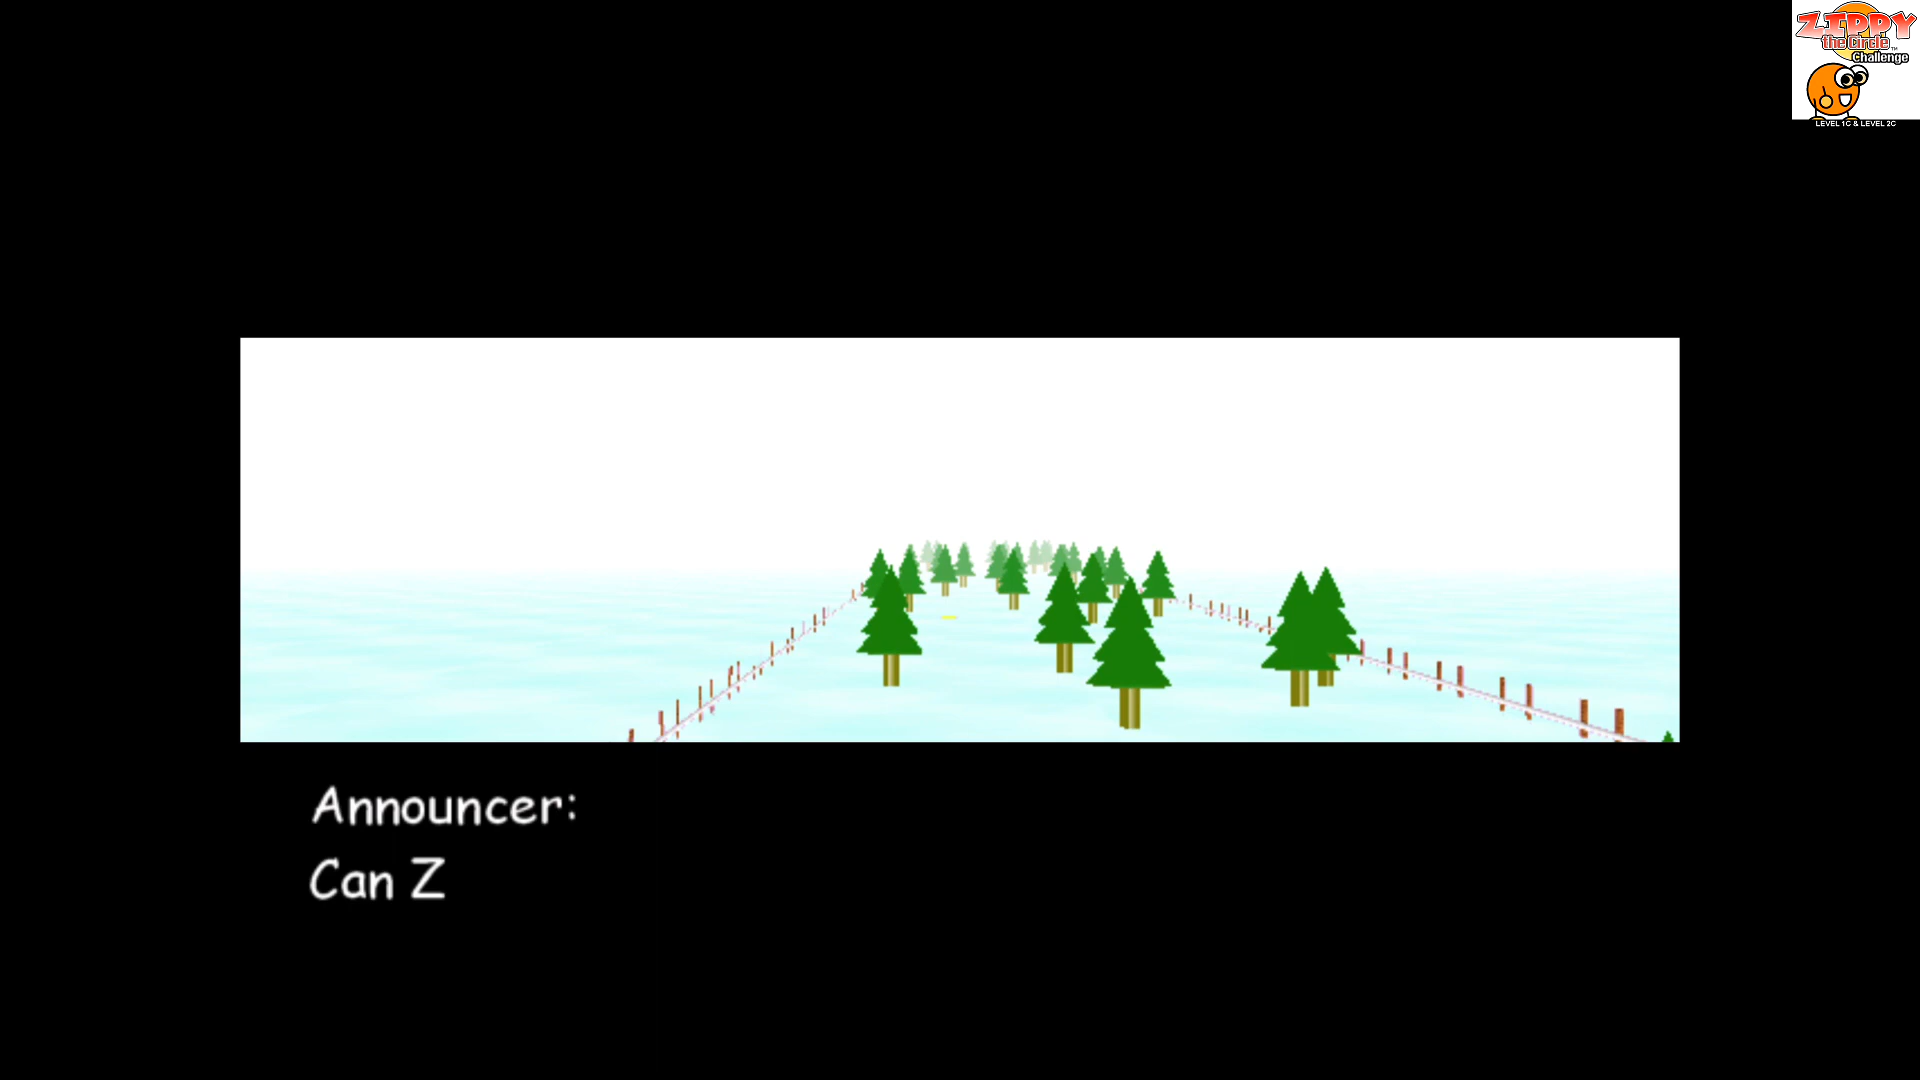 ZIPPY
the Circle
Challenge
LEVEL 1C & LEVEL 2C
Announcer:
Can Z